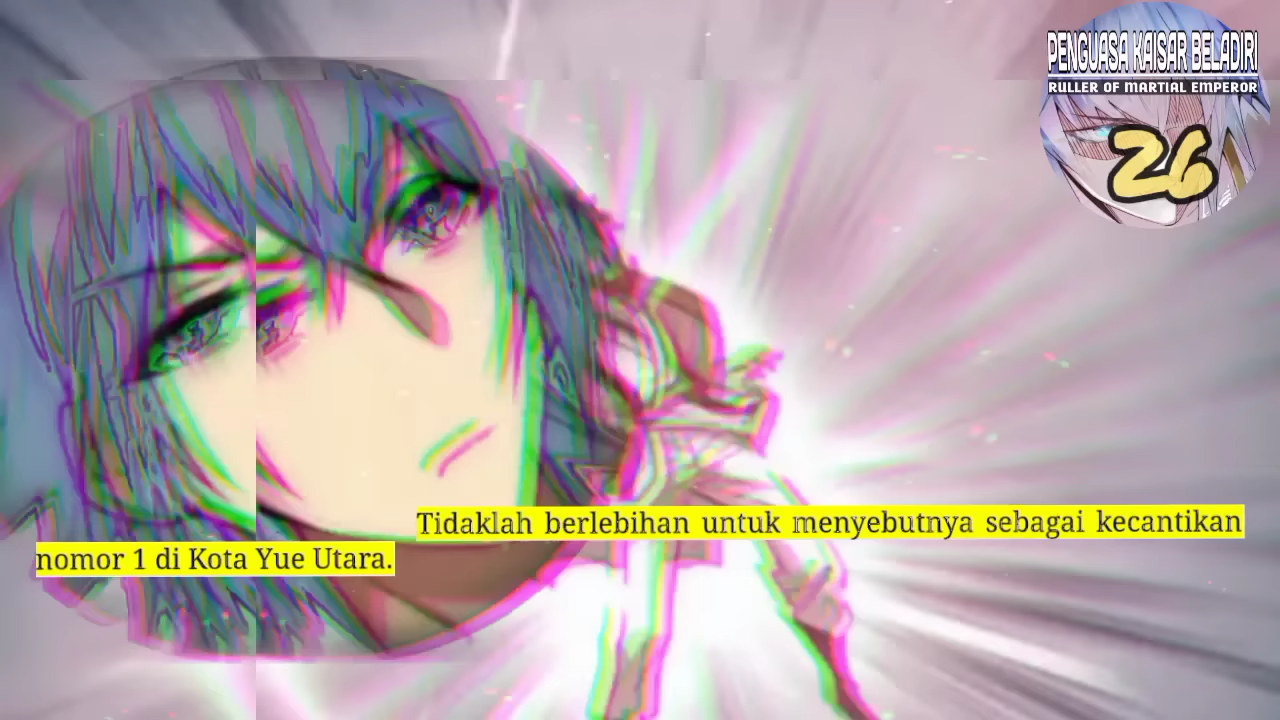 PENGUASA KAISAR BELADIRI
RULLER OF MARTIAL EMPEROR
26
Tidaklah berlebihan untuk menyebutnya sebagai kecantikan
nomor 1 di Kota Yue Utara.